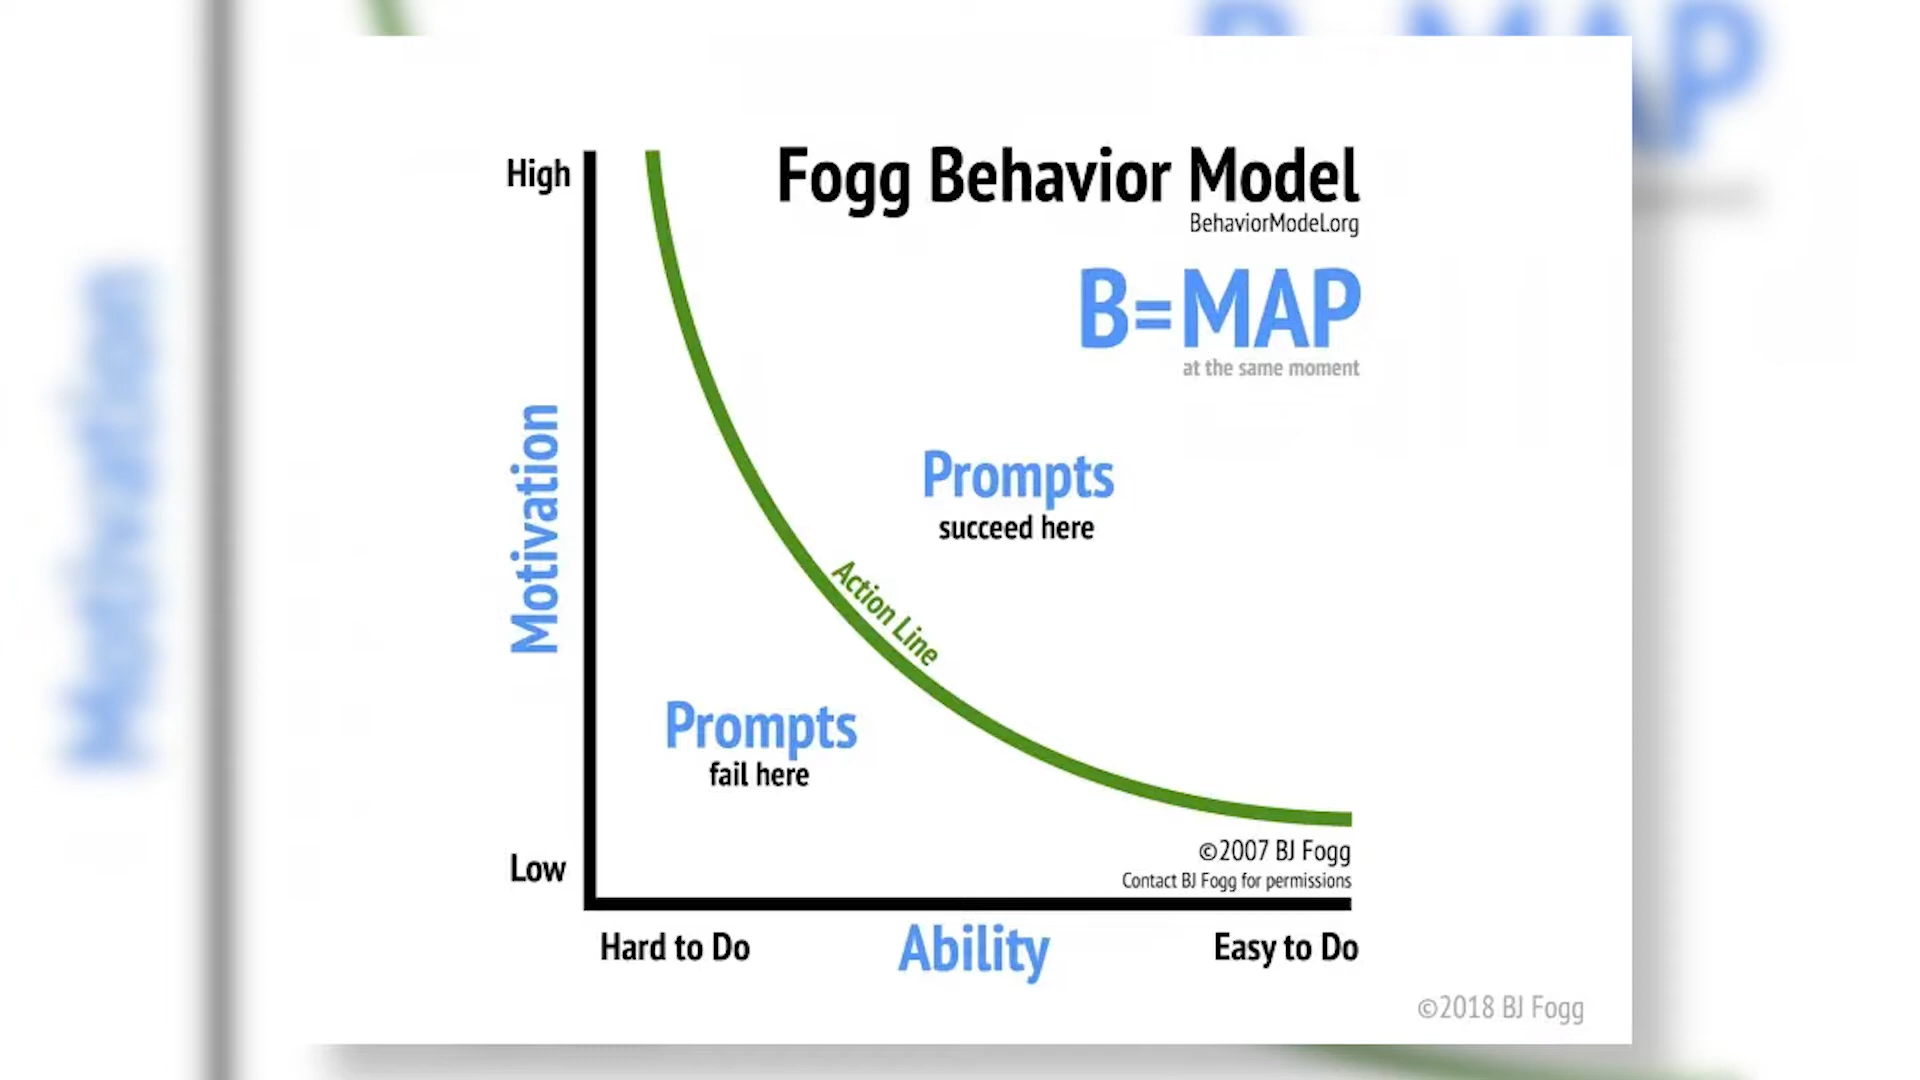 High
Fogg Behavior Model
BehaviorModel.org
B=MAP
at the same moment
Motivation
Prompts
succeed here
Action Line
Prompts
fail here
©2007 BJ Fogg
Contact BJ Fogg for permissions
Low
Hard to Do
Ability
Easy to Do
©2018 BJ Fogg
Motivation
MAP